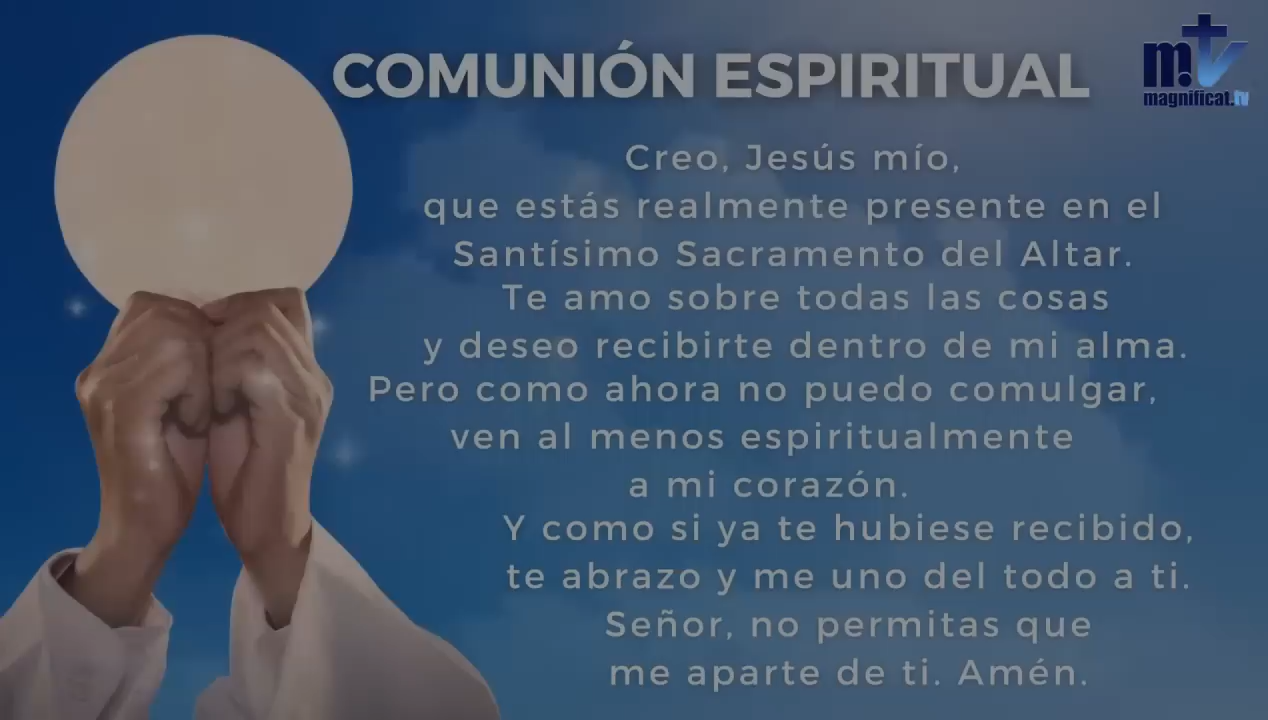 COMUNIÓN ESPIRITUAL
m.tv
magnificat.tv
Creo, Jesús mío,
que estás realmente presente en el
Santísimo Sacramento del Altar.
Te amo sobre todas las cosas
y deseo recibirte dentro de mi alma.
Pero como ahora no puedo comulgar,
ven al menos espiritualmente
a mi corazón.
Y como si ya te hubiese recibido,
te abrazo y me uno del todo a ti.
Señor, no permitas que
me aparte de ti. Amén.